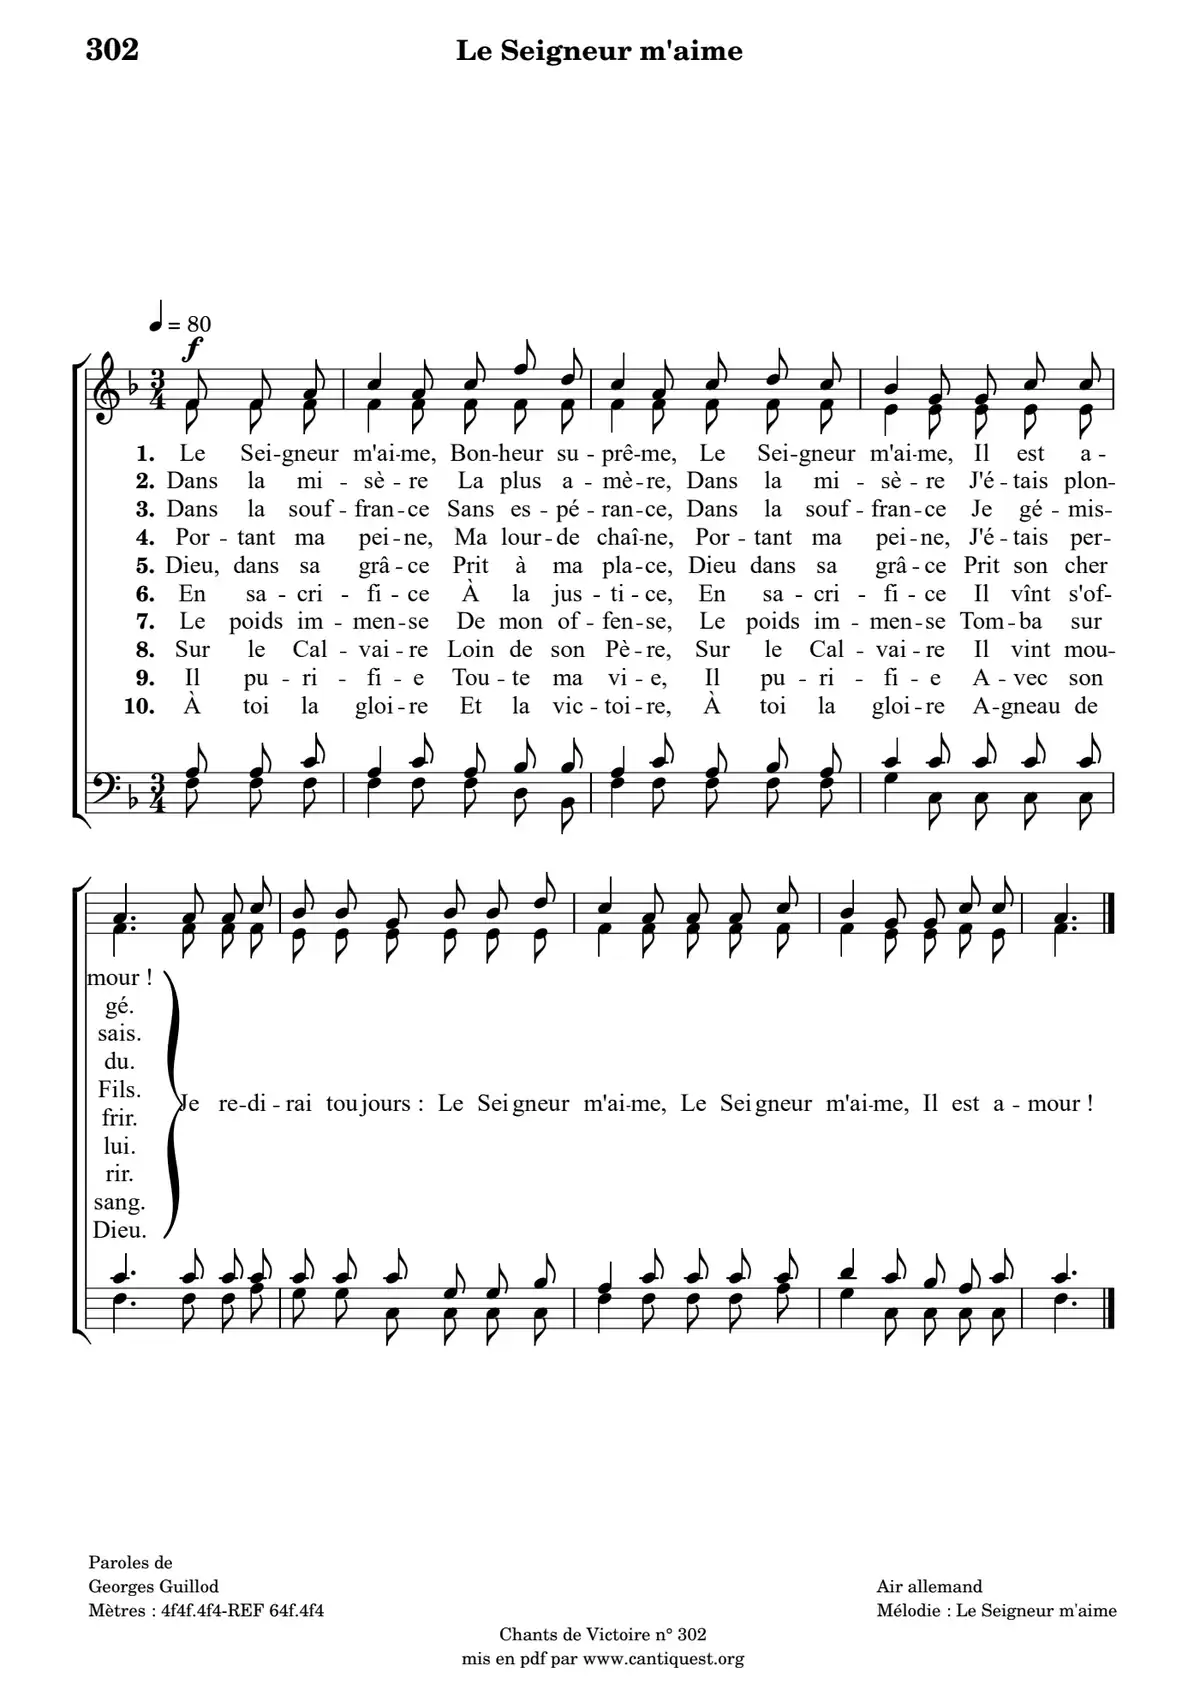 302 Le Seigneur m'aime
= 80
f
1. Le Sei-gneur m'ai-me, Bon-heur su-prê-me, Le Sei-gneur m'ai-me, Il est a-
2. Dans la mi-sè-re La plus a-mè-re, Dans la mi-sè-re J'é-tais plon-
3. Dans la souf-fran-ce Sans es-pé-ran-ce, Dans la souf-fran-ce Je gé-mis-
4. Por-tant ma pei-ne, Ma lour-de chaî-ne, Por-tant ma pei-ne, J'é-tais per-
5. Dieu, dans sa grâ-ce Prit à ma pla-ce, Dieu dans sa grâ-ce Prit son cher
6. En sa-cri-fi-ce À la jus-ti-ce, En sa-cri-fi-ce Il vînt s'of-
7. Le poids im-men-se De mon of-fen-se, Le poids im-men-se Tom-ba sur
8. Sur le Cal-vai-re Loin de son Pè-re, Sur le Cal-vai-re Il vint mou-
9. Il pu-ri-fi-e Tou-te ma vi-e, Il pu-ri-fi-e A-vec son
10. À toi la gloi-re Et la vic-toi-re, À toi la gloi-re A-gneau de
mour !
gé.
sais.
du.
Fils.
frir.
lui.
rir.
sang.
Dieu.
Je re-di-rai toujours : Le Seigneur m'ai-me, Le Seigneur m'ai-me, Il est a-mour !
Paroles de
Georges Guillod
Mètres : 4f4f.4f4-REF 64f.4f4
Air allemand
Mélodie : Le Seigneur m'aime
Chants de Victoire n° 302
mis en pdf par www.cantiquest.org